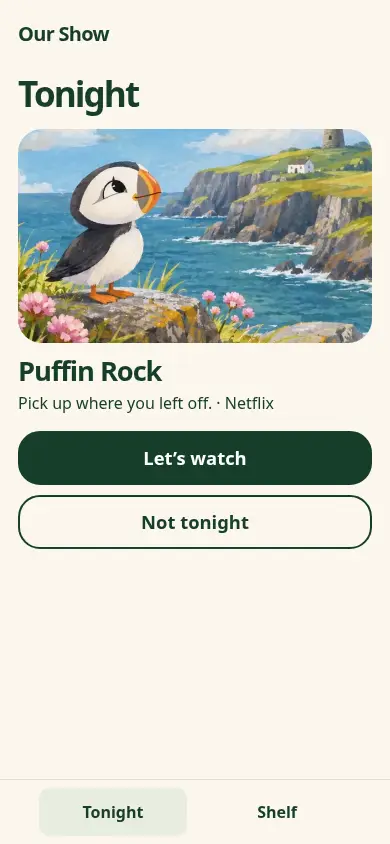 Our Show
Tonight
Puffin Rock
Pick up where you left off. · Netflix
Let’s watch
Not tonight
Tonight
Shelf